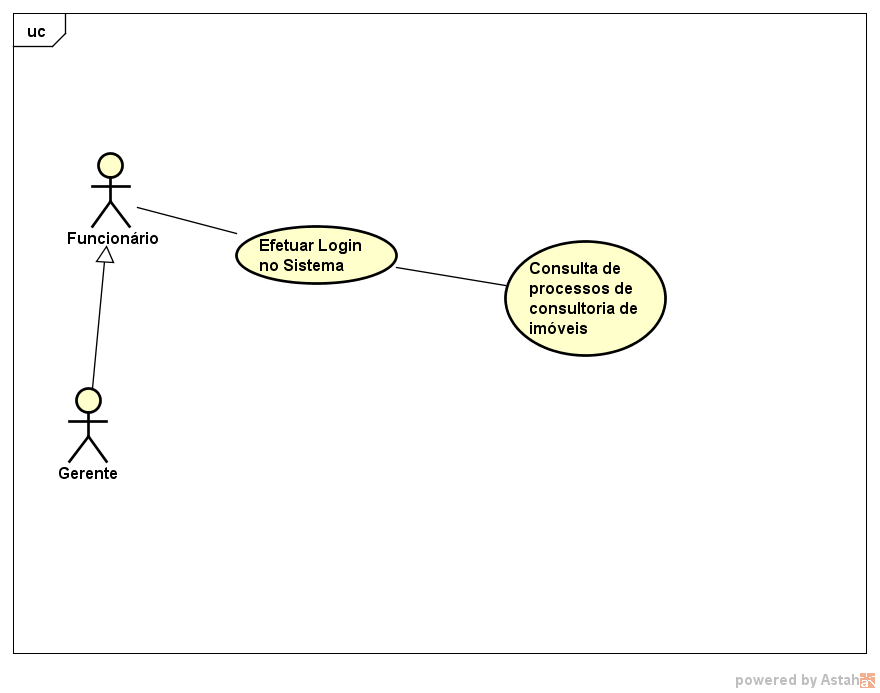 uc
Funcionário
Efetuar Login
no Sistema
Consulta de
processos de
consultoria de
imóveis
Gerente
powered by Astah